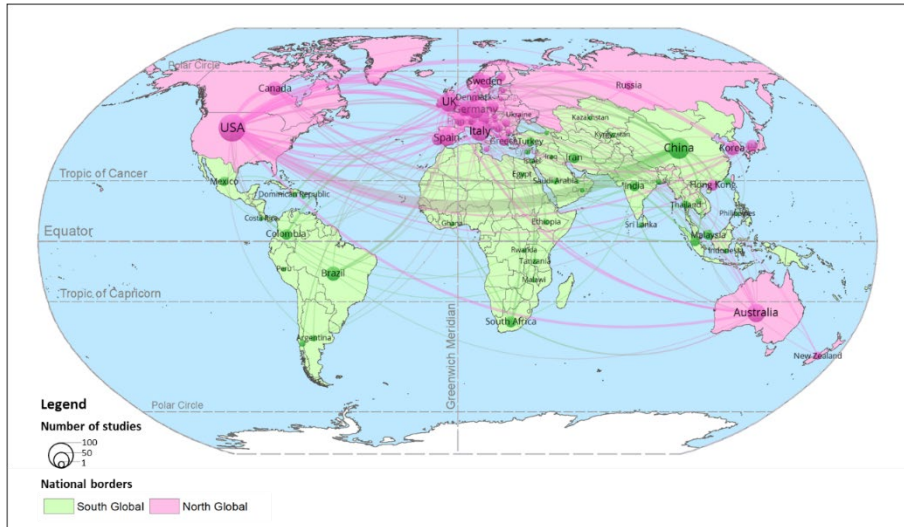 Polar Circle
Canada
Sweden
Russia
Denmark
UK
Germany
Ukraine
Kazakhstan
USA
Spain
Italy
Greece
Turkey
Kyrgyzstan
China
Korea
Israel
Iraq
Iran
Tropic of Cancer
Mexico
Egypt
Saudi Arabia
India
Hong Kong
Dominican Republic
Thailand
Costa Rica
Ghana
Ethiopia
Sri Lanka
Philippines
Equator
Colombia
Malaysia
Indonesia
Rwanda
Peru
Brazil
Tanzania
Malawi
Tropic of Capricorn
Greenwich Meridian
Australia
South Africa
Argentina
New Zealand
Legend
Polar Circle
Number of studies
100
50
1
National borders
South Global
North Global